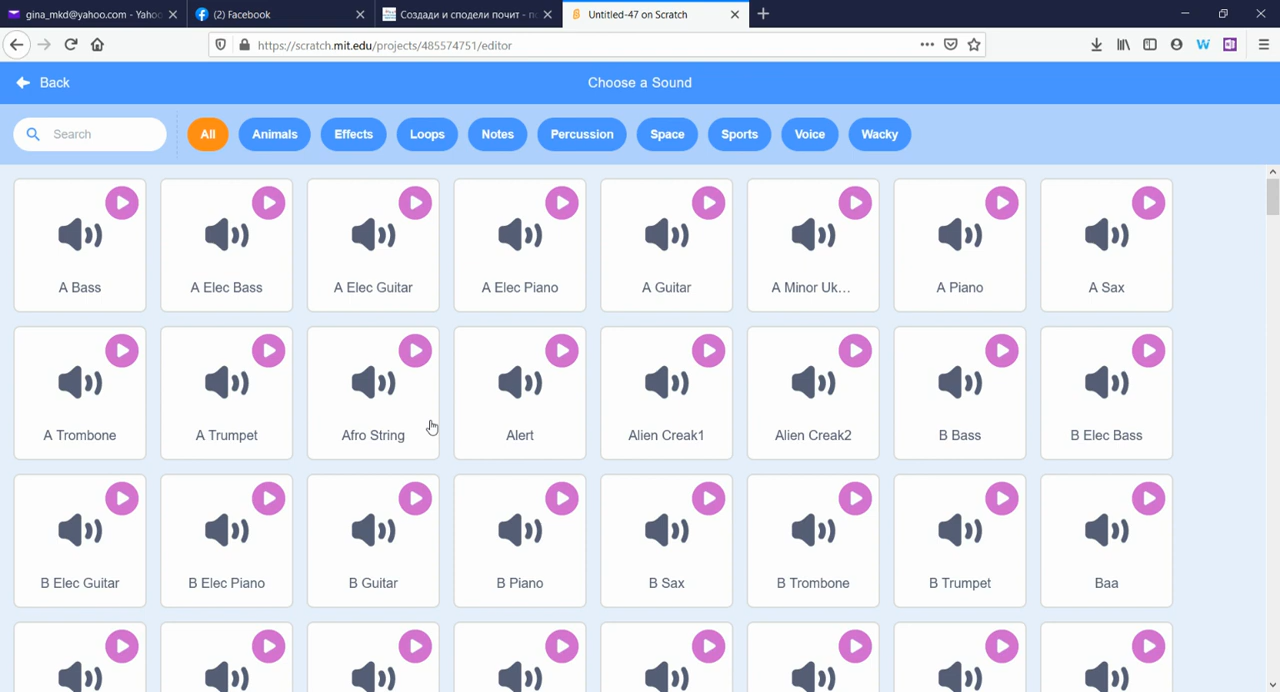 gina_mkd@yahoo.com - Yahoo
(2) Facebook
Създади и сподели почит - п
Untitled-47 on Scratch
https://scratch.mit.edu/projects/485574751/editor
Back
Choose a Sound
Search
All
Animals
Effects
Loops
Notes
Percussion
Space
Sports
Voice
Wacky
A Bass
A Elec Bass
A Elec Guitar
A Elec Piano
A Guitar
A Minor Uk...
A Piano
A Sax
A Trombone
A Trumpet
Afro String
Alert
Alien Creak1
Alien Creak2
B Bass
B Elec Bass
B Elec Guitar
B Elec Piano
B Guitar
B Piano
B Sax
B Trombone
B Trumpet
Baa